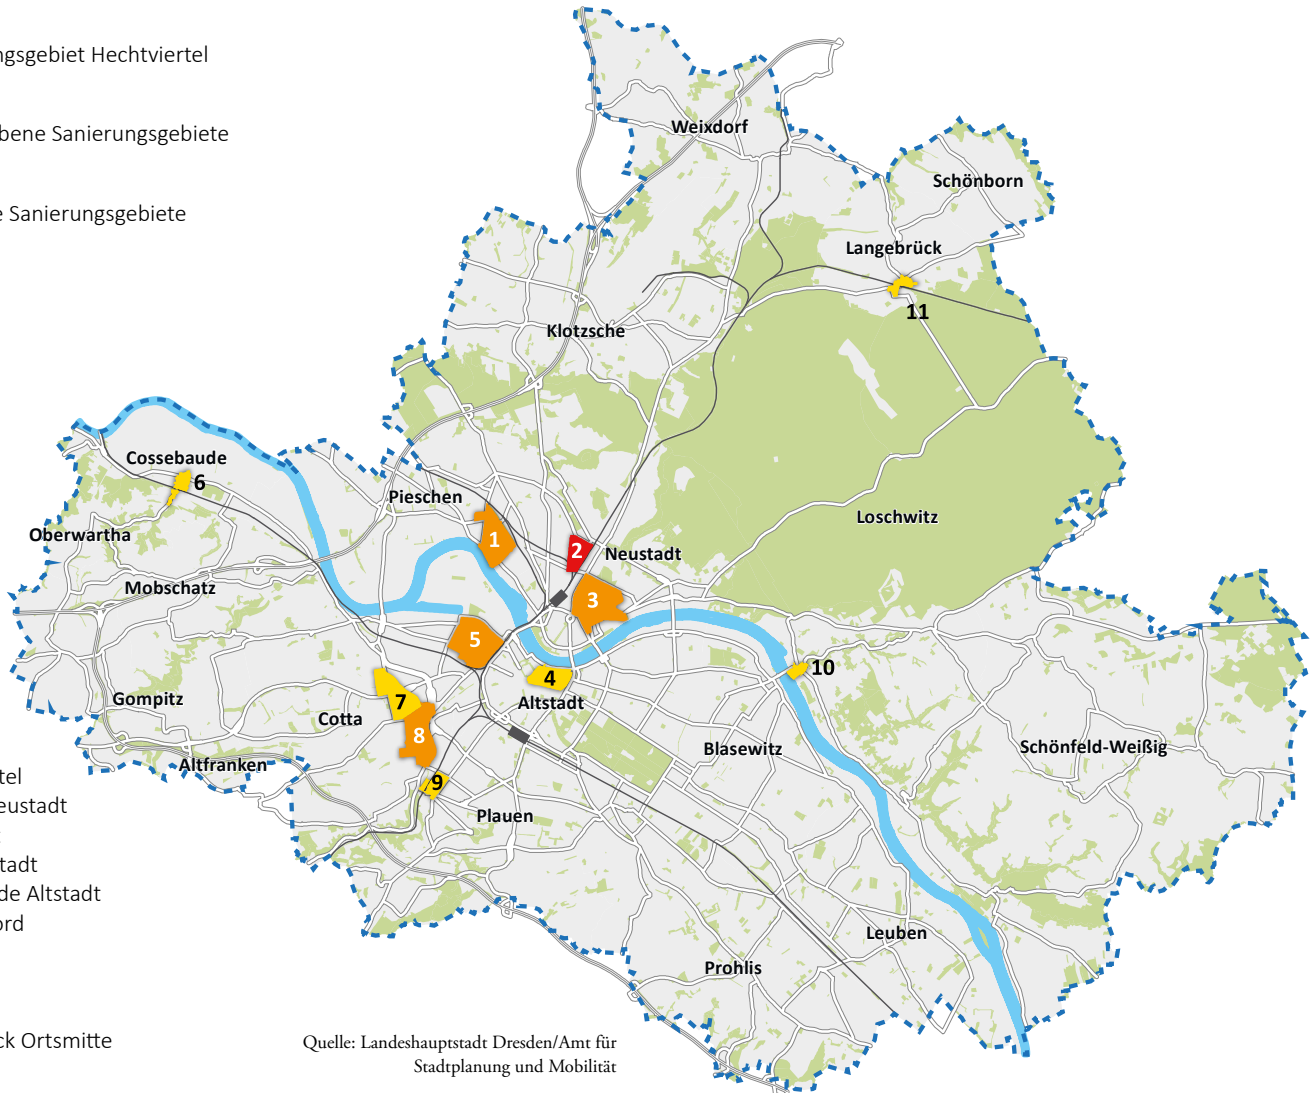 ngsgebiet Hechtviertel
bene Sanierungsgebiete
e Sanierungsgebiete
Weixdorf
Schönborn
Langebrück
11
Klotzsche
Cossebaude
6
Pieschen
Oberwartha
1
2
Neustadt
Loschwitz
Mobschatz
3
5
4
10
Gompitz
7
Altstadt
Cotta
8
Blasewitz
Schönfeld-Weißig
Altfranken
9
Plauen
tel
eustadt
t
tadt
de Altstadt
ord
Leuben
Prohlis
ck Ortsmitte
Quelle: Landeshauptstadt Dresden/Amt für
Stadtplanung und Mobilität